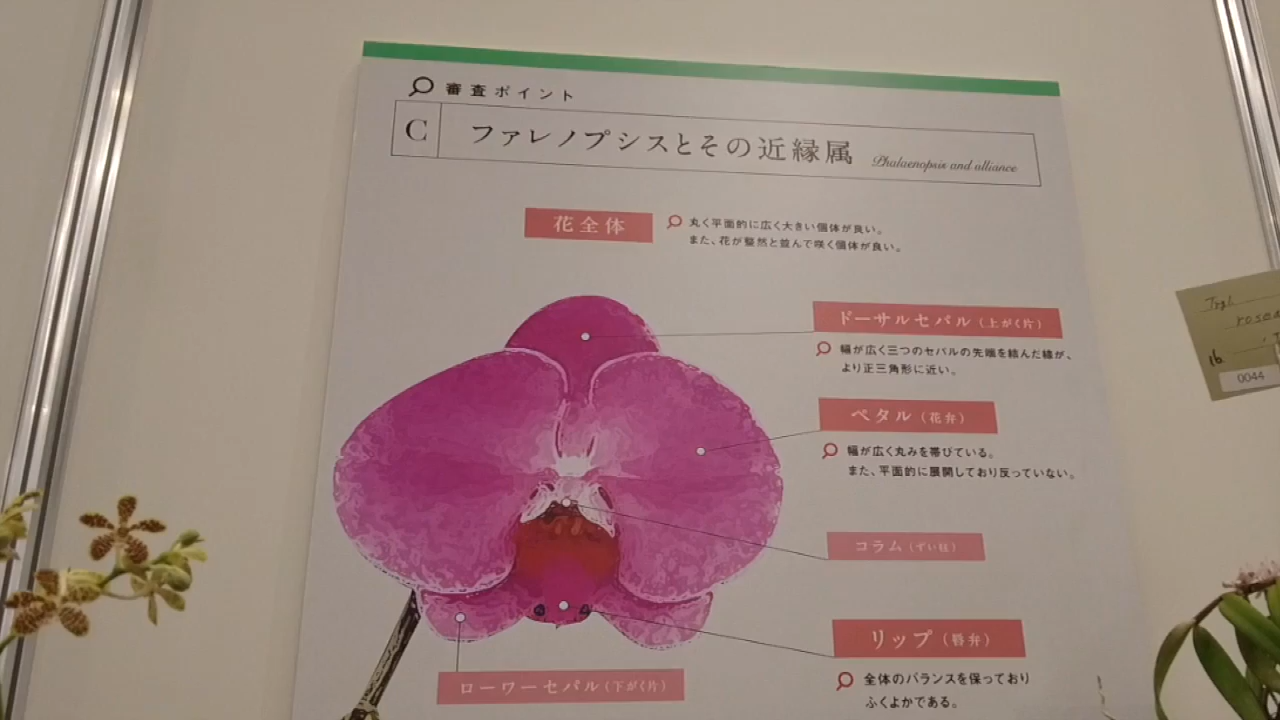 審査ポイント
C ファレノプシスとその近縁属 Phalaenopsis and alliance
花全体
丸く平面的に広く大きい個体が良い。
また、花が整然と並んで咲く個体が良い。
ドーサルセパル（上がく片）
幅が広く三つのセパルの先端を結んだ線が、
より正三角形に近い。
ペタル（花弁）
幅が広く丸みを帯びている。
また、平面的に展開しており反っていない。
コラム（ずい柱）
リップ（唇弁）
全体のバランスを保っており
ふくよかである。
ローワーセパル（下がく片）
16
0044